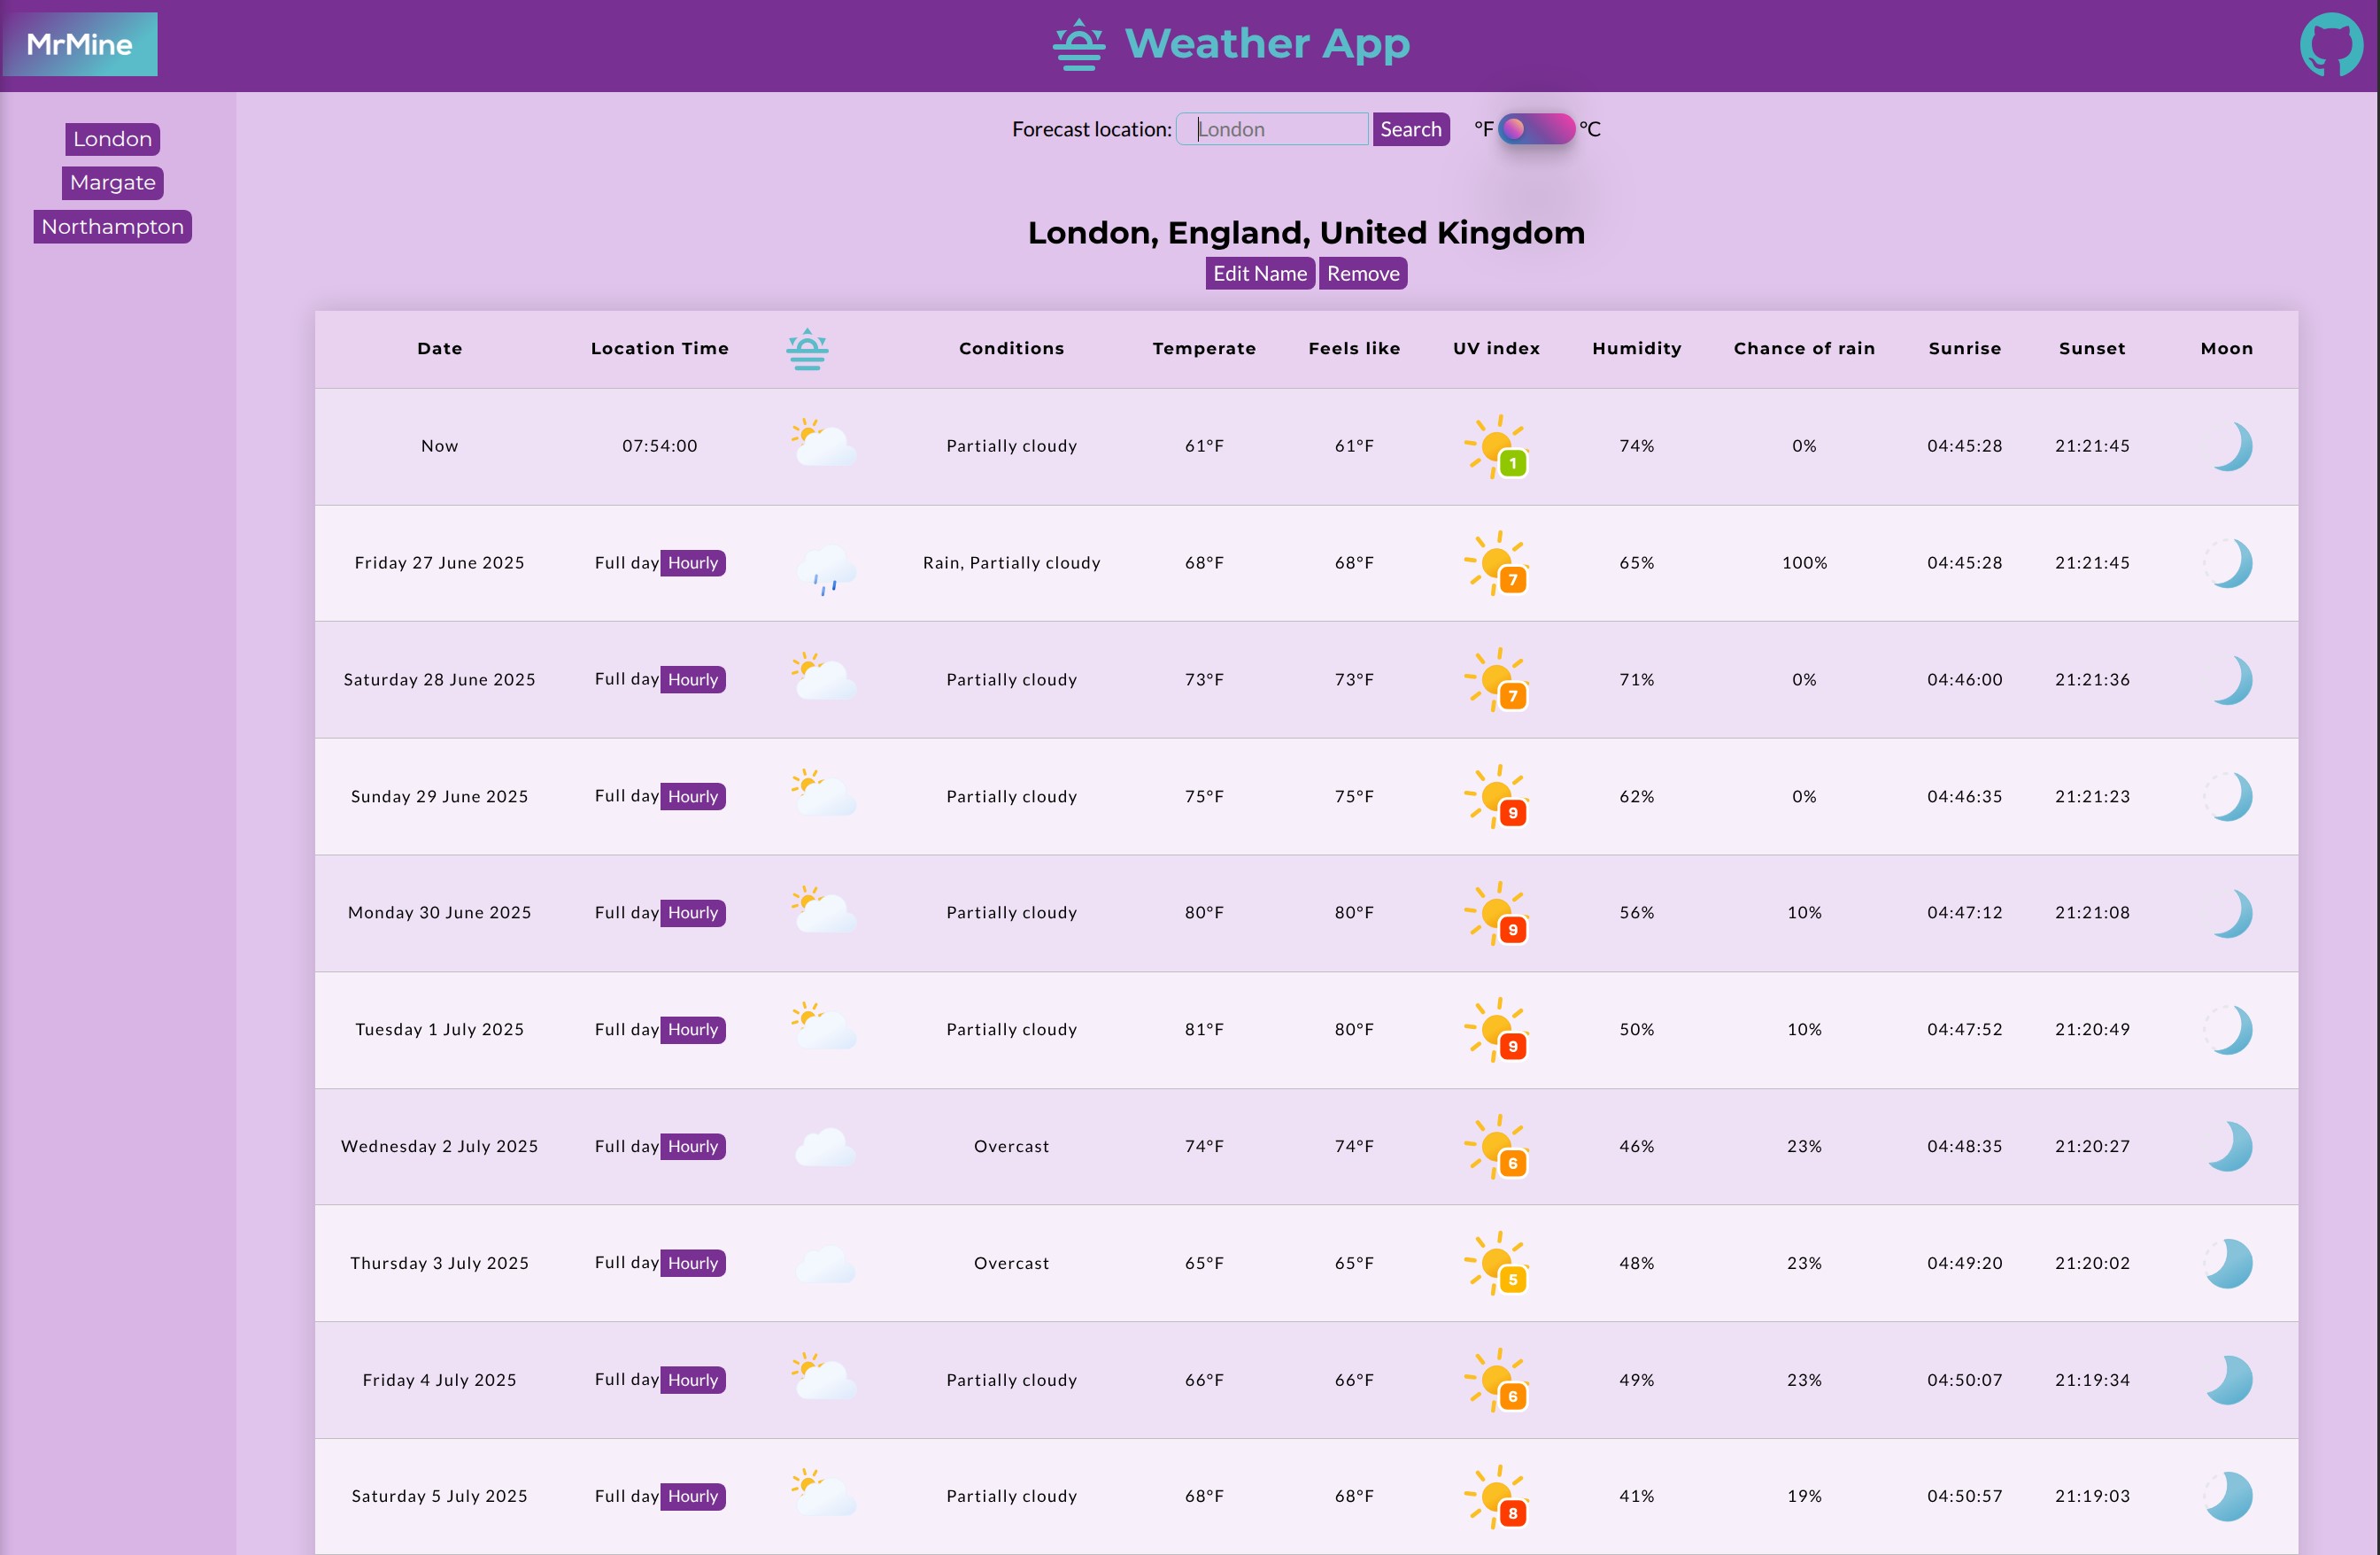 MrMine
Weather App
London
Margate
Northampton
Forecast location: London Search °F °C
London, England, United Kingdom
Edit Name Remove
Date Location Time Conditions Temperate Feels like UV index Humidity Chance of rain Sunrise Sunset Moon
Now 07:54:00 Partially cloudy 61°F 61°F 1 74% 0% 04:45:28 21:21:45
Friday 27 June 2025 Full day Hourly Rain, Partially cloudy 68°F 68°F 7 65% 100% 04:45:28 21:21:45
Saturday 28 June 2025 Full day Hourly Partially cloudy 73°F 73°F 7 71% 0% 04:46:00 21:21:36
Sunday 29 June 2025 Full day Hourly Partially cloudy 75°F 75°F 9 62% 0% 04:46:35 21:21:23
Monday 30 June 2025 Full day Hourly Partially cloudy 80°F 80°F 9 56% 10% 04:47:12 21:21:08
Tuesday 1 July 2025 Full day Hourly Partially cloudy 81°F 80°F 9 50% 10% 04:47:52 21:20:49
Wednesday 2 July 2025 Full day Hourly Overcast 74°F 74°F 6 46% 23% 04:48:35 21:20:27
Thursday 3 July 2025 Full day Hourly Overcast 65°F 65°F 5 48% 23% 04:49:20 21:20:02
Friday 4 July 2025 Full day Hourly Partially cloudy 66°F 66°F 6 49% 23% 04:50:07 21:19:34
Saturday 5 July 2025 Full day Hourly Partially cloudy 68°F 68°F 8 41% 19% 04:50:57 21:19:03